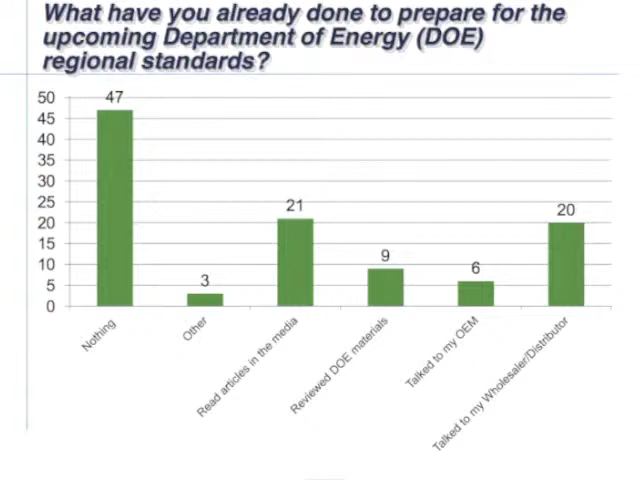 What have you already done to prepare for the
upcoming Department of Energy (DOE)
regional standards?
50
45
40
35
30
25
20
15
10
5
0
47
3
21
9
6
20
Nothing
Other
Read articles in the media
Reviewed DOE materials
Talked to my OEM
Talked to my Wholesaler/Distributor